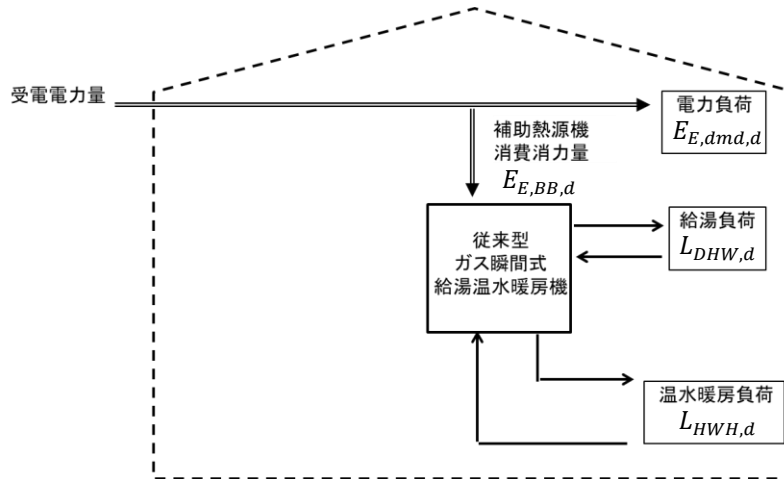 受電電力量
電力負荷
E_{E,dmd,d}
補助熱源機
消費消力量
E_{E,BB,d}
従来型
ガス瞬間式
給湯温水暖房機
給湯負荷
L_{DHW,d}
温水暖房負荷
L_{HWH,d}